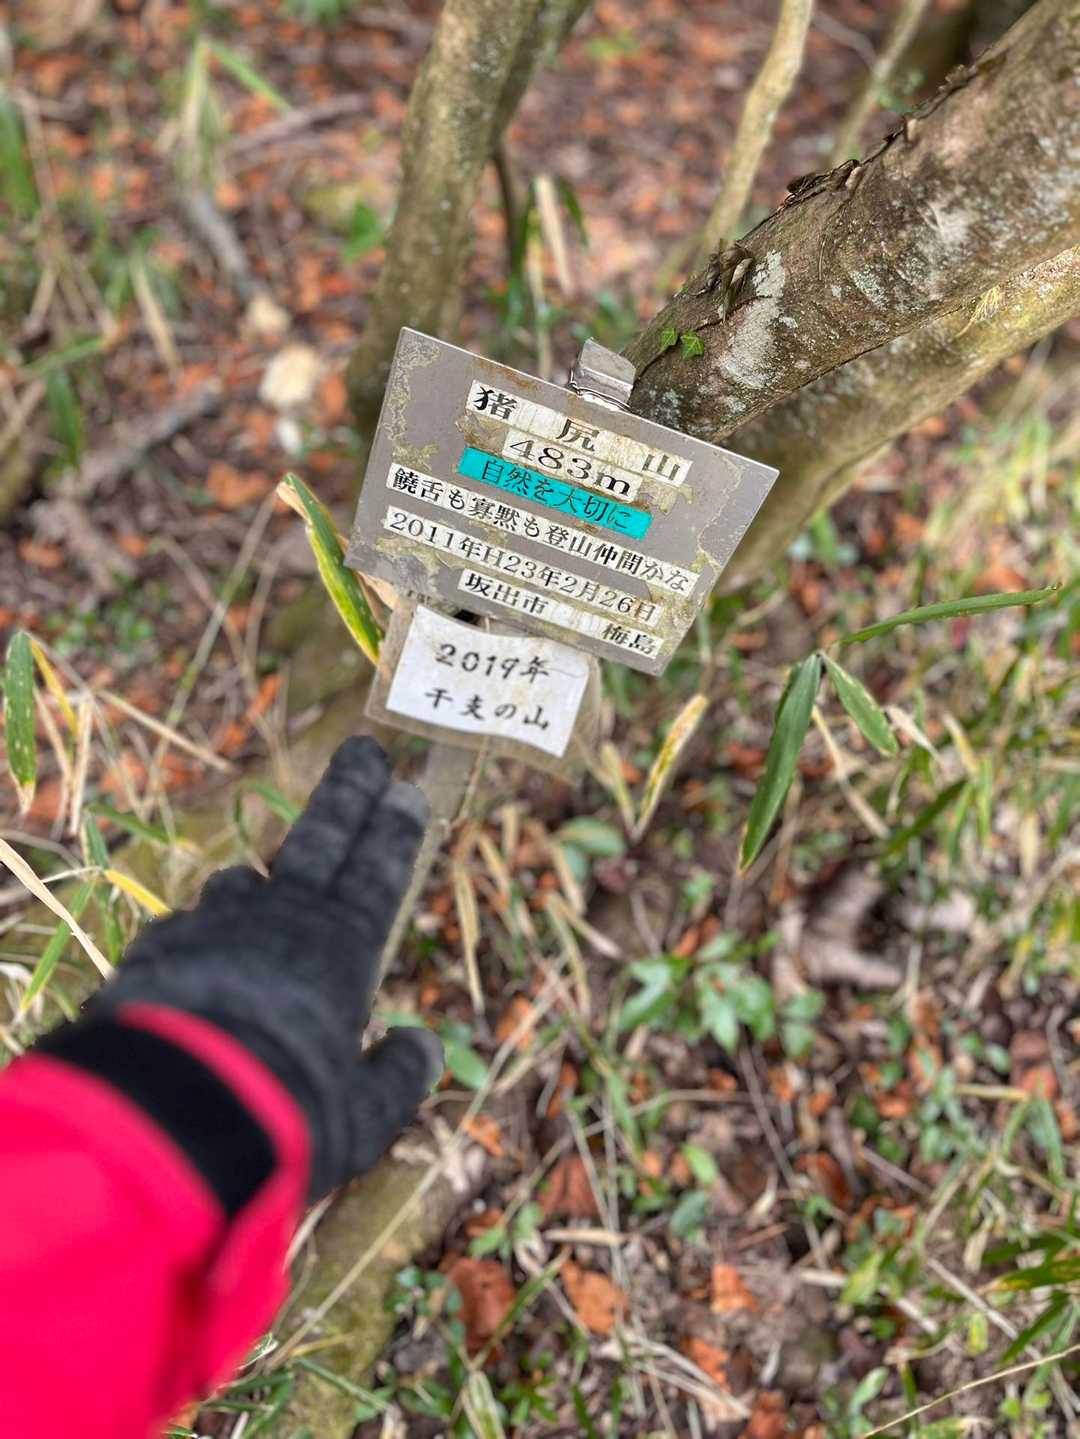 猪尻山
483m
自然を大切に
饒舌も寡黙も登山仲間かな
2011年H23年2月26日
坂出市 梅島
2019年
干支の山